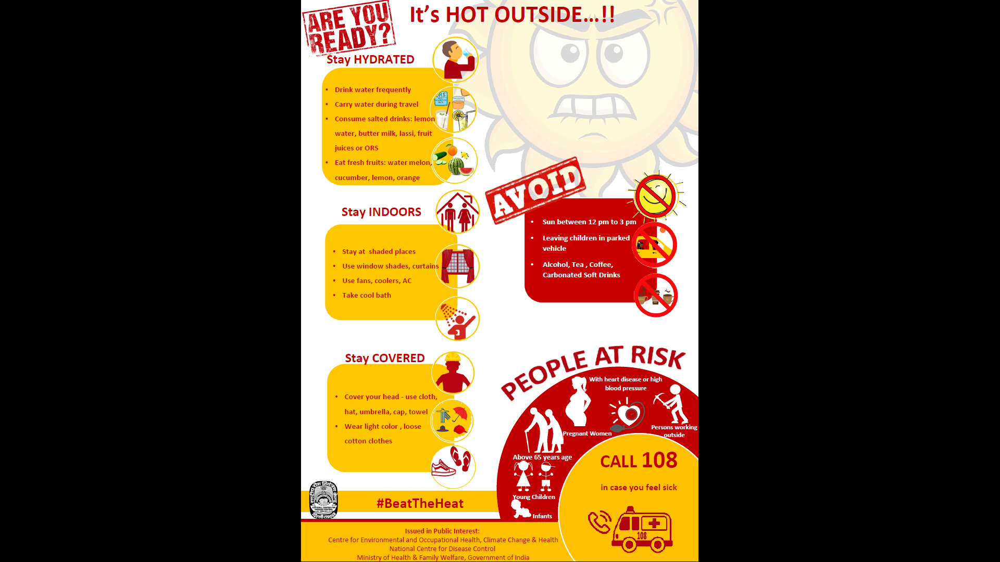 ARE YOU
READY?
It's HOT OUTSIDE...!!
Stay HYDRATED
• Drink water frequently
• Carry water during travel
• Consume salted drinks: lemon
water, butter milk, lassi, fruit
juices or ORS
• Eat fresh fruits: water melon,
cucumber, lemon, orange
ORS
Stay INDOORS
• Stay at  shaded places
• Use window shades, curtains
• Use fans, coolers, AC
• Take cool bath
Stay COVERED
• Cover your head - use cloth,
hat, umbrella, cap, towel
• Wear light color , loose
cotton clothes
AVOID
• Sun between 12 pm to 3 pm
• Leaving children in parked
vehicle
• Alcohol, Tea , Coffee,
Carbonated Soft Drinks
PEOPLE AT RISK
With heart disease or high
blood pressure
Persons working
outside
Pregnant Women
Above 65 years age
Young Children
Infants
CALL 108
in case you feel sick
108
#BeatTheHeat
NATIONAL CENTRE FOR
DISEASE CONTROL
Issued in Public Interest:
Centre for Environmental and Occupational Health, Climate Change & Health
National Centre for Disease Control
Ministry of Health & Family Welfare, Government of India